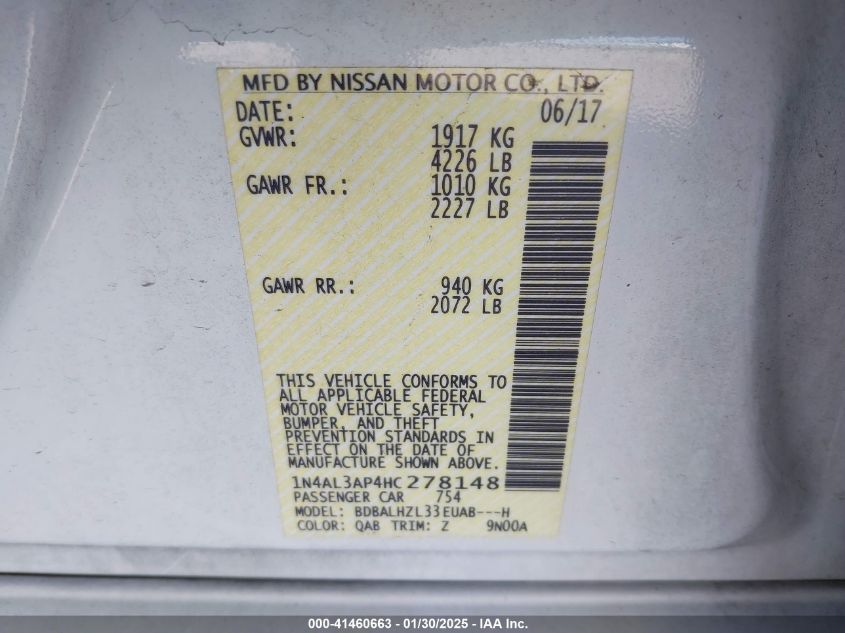 MFD BY NISSAN MOTOR CO., LTD.
DATE: 06/17
GVWR: 1917 KG
4226 LB
GAWR FR.: 1010 KG
2227 LB
GAWR RR.: 940 KG
2072 LB
THIS VEHICLE CONFORMS TO
ALL APPLICABLE FEDERAL
MOTOR VEHICLE SAFETY,
BUMPER, AND THEFT
PREVENTION STANDARDS IN
EFFECT ON THE DATE OF
MANUFACTURE SHOWN ABOVE.
1N4AL3AP4HC278148
PASSENGER CAR 754
MODEL: BDBALHZL33EUAB---H
COLOR: QAB TRIM: Z 9N00A
000-41460663 - 01/30/2025 - IAA Inc.